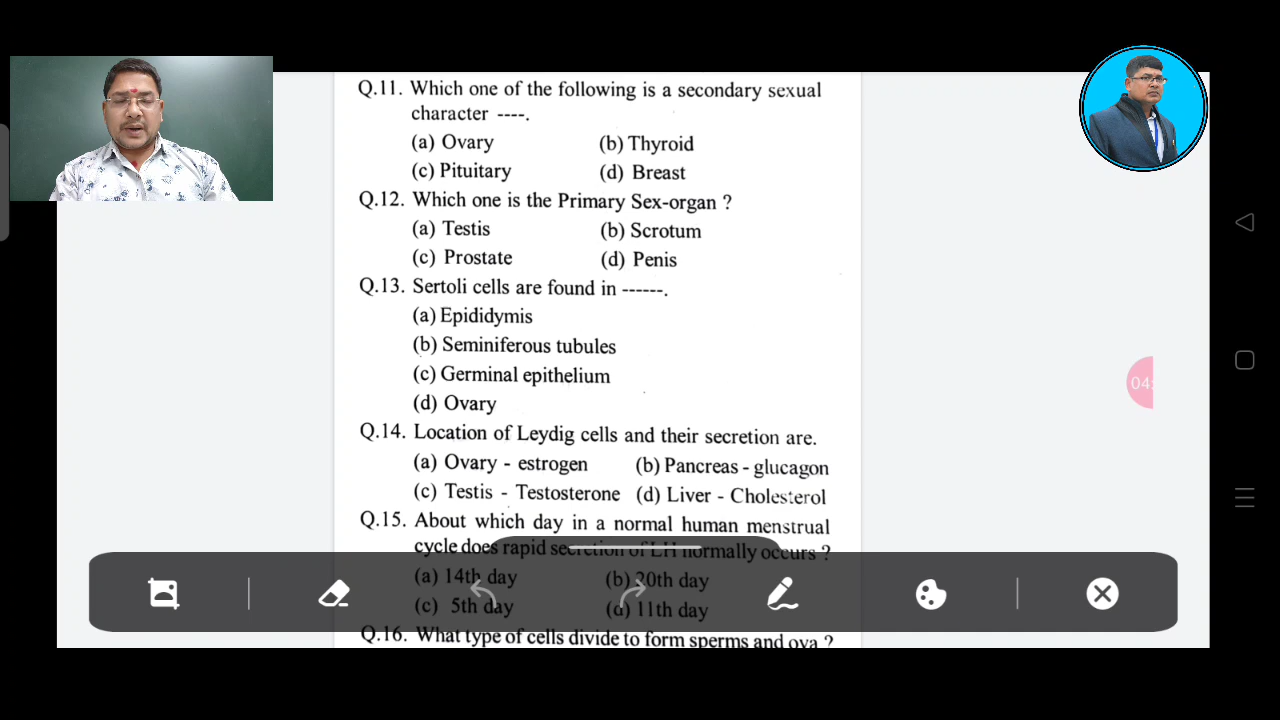 Q.11. Which one of the following is a secondary sexual
character ----.
(a) Ovary (b) Thyroid
(c) Pituitary (d) Breast
Q.12. Which one is the Primary Sex-organ ?
(a) Testis (b) Scrotum
(c) Prostate (d) Penis
Q.13. Sertoli cells are found in ------.
(a) Epididymis
(b) Seminiferous tubules
(c) Germinal epithelium
(d) Ovary
Q.14. Location of Leydig cells and their secretion are.
(a) Ovary - estrogen (b) Pancreas - glucagon
(c) Testis - Testosterone (d) Liver - Cholesterol
Q.15. About which day in a normal human menstrual
cycle does rapid secretion of LH normally occurs ?
(a) 14th day (b) 20th day
(c) 5th day (d) 11th day
Q.16. What type of cells divide to form sperms and ova ?
04